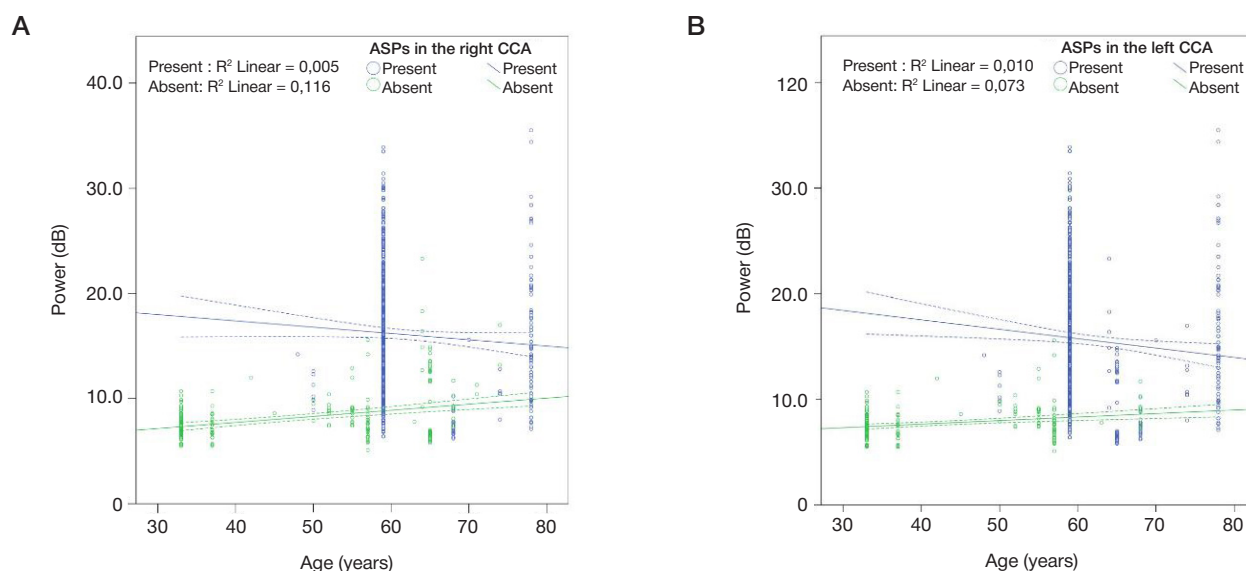 A
ASPs in the right CCA
Present : R² Linear = 0,005
Absent: R² Linear = 0,116
Present
Present
Absent
Absent
40.0
30.0
20.0
10.0
0
Power (dB)
30 40 50 60 70 80
Age (years)
B
ASPs in the left CCA
Present : R² Linear = 0,010
Absent: R² Linear = 0,073
Present
Present
Absent
Absent
120
30.0
20.0
10.0
0
Power (dB)
30 40 50 60 70 80
Age (years)